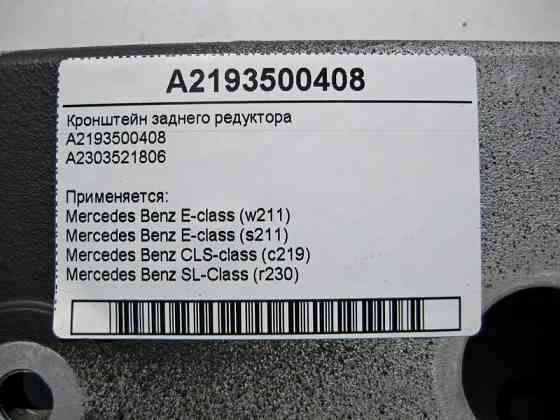 A2193500408
Кронштейн заднего редуктора
A2193500408
A2303521806
Применяется:
Mercedes Benz E-class (w211)
Mercedes Benz E-class (s211)
Mercedes Benz CLS-class (c219)
Mercedes Benz SL-Class (r230)